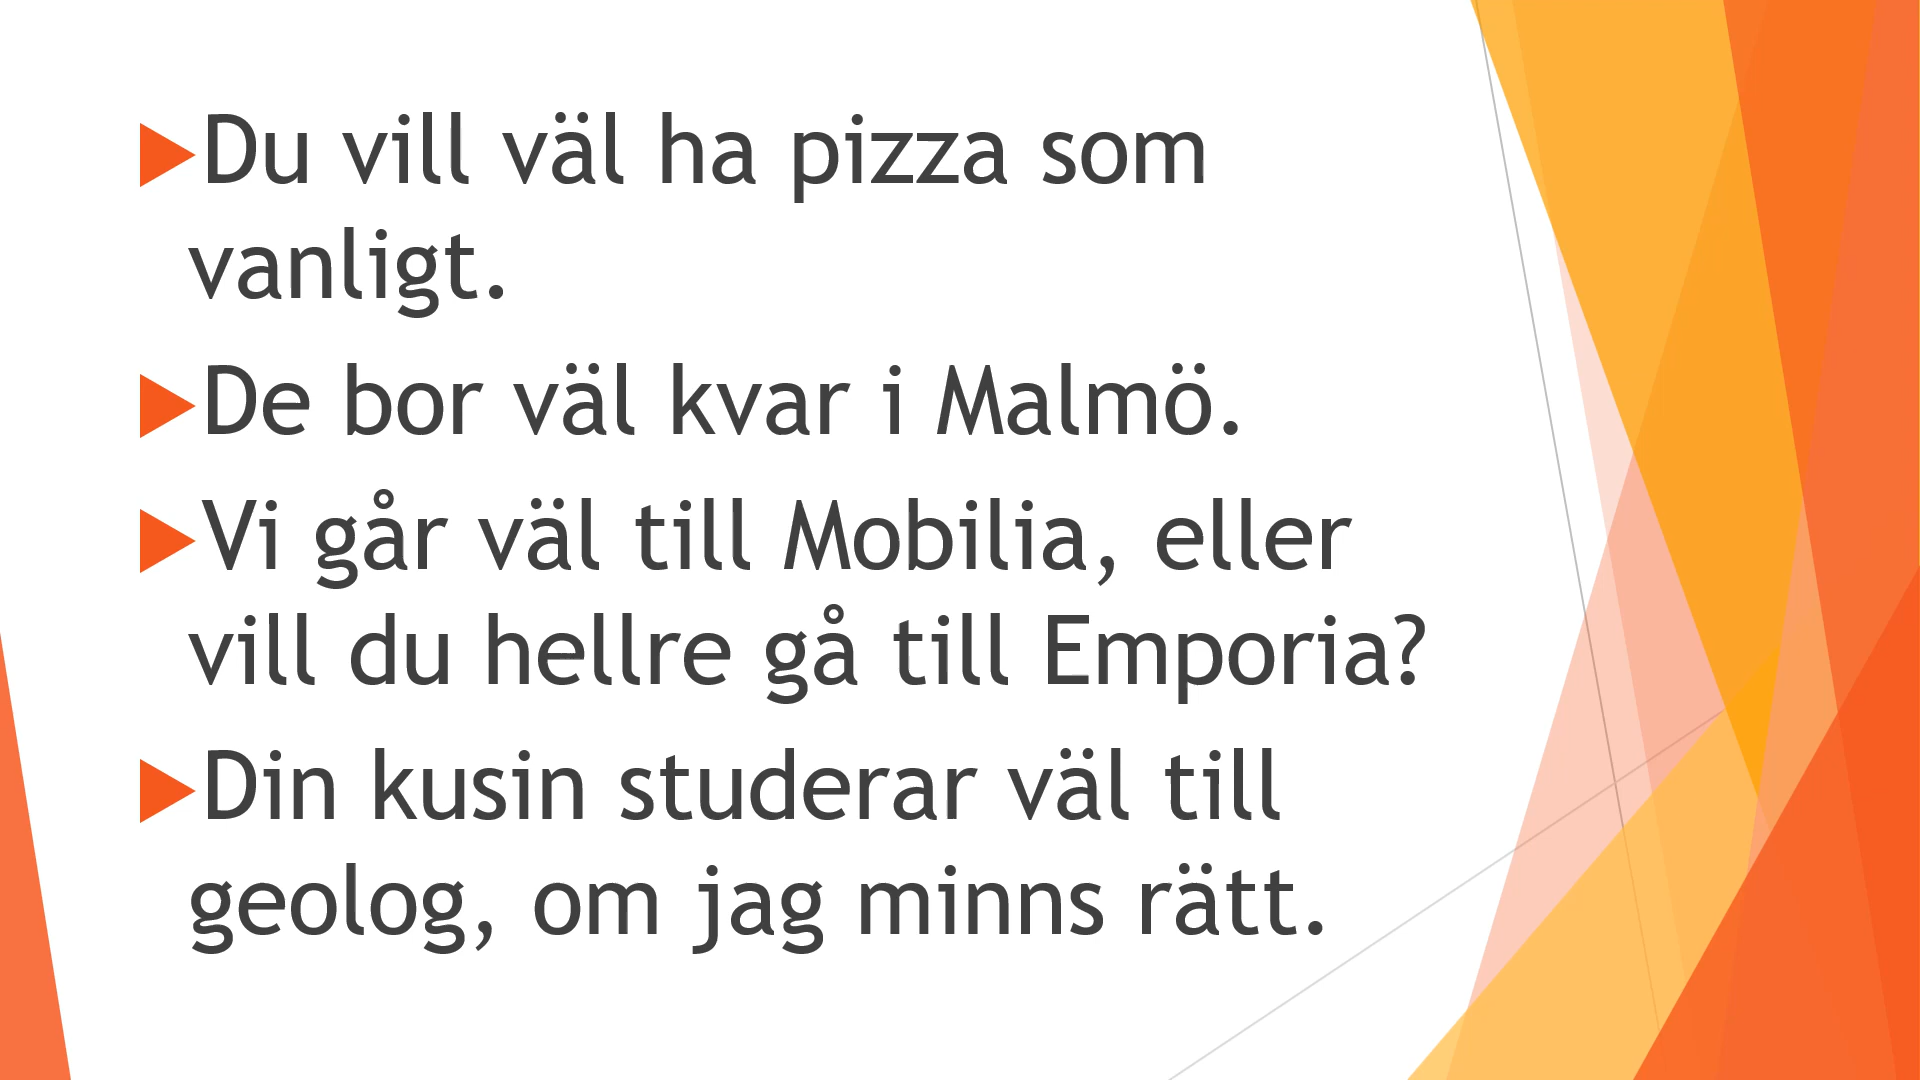 Du vill väl ha pizza som
vanligt.
De bor väl kvar i Malmö.
Vi går väl till Mobilia, eller
vill du hellre gå till Emporia?
Din kusin studerar väl till
geolog, om jag minns rätt.